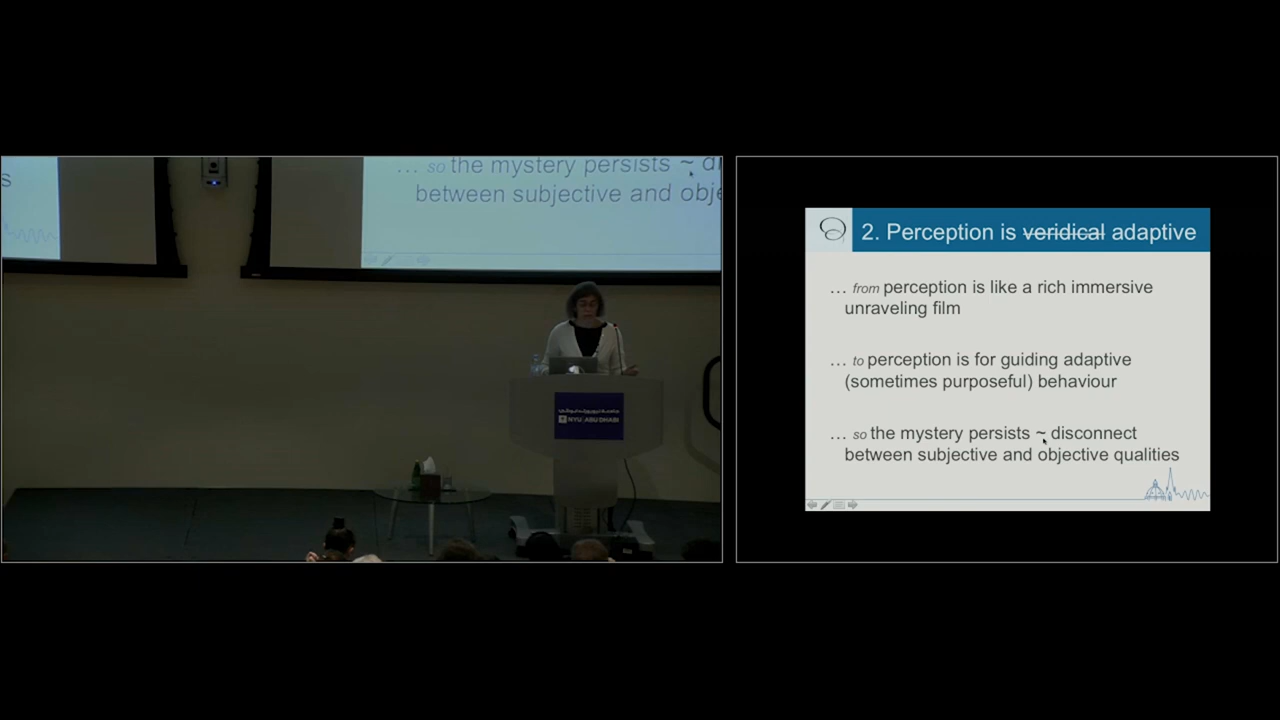 s
... so the mystery persists ~ di
between subjective and obje
NYU ABU DHABI
2. Perception is veridical adaptive
... from perception is like a rich immersive
unraveling film
... to perception is for guiding adaptive
(sometimes purposeful) behaviour
... so the mystery persists ~ disconnect
between subjective and objective qualities